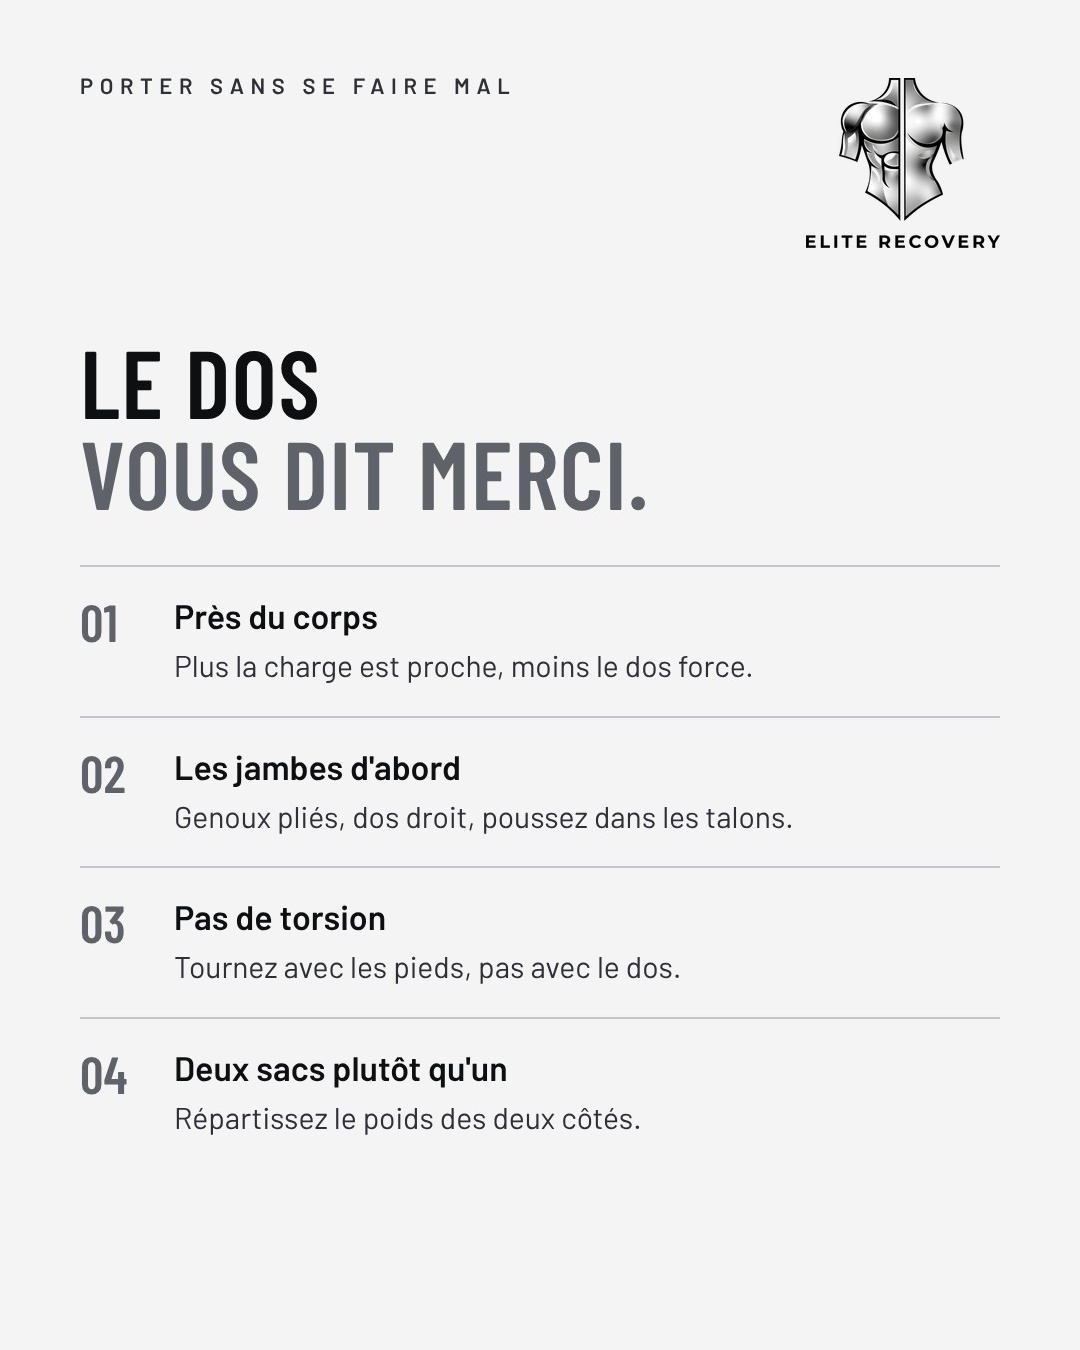 PORTER SANS SE FAIRE MAL
ELITE RECOVERY
LE DOS
VOUS DIT MERCI.
01
Près du corps
Plus la charge est proche, moins le dos force.
02
Les jambes d'abord
Genoux pliés, dos droit, poussez dans les talons.
03
Pas de torsion
Tournez avec les pieds, pas avec le dos.
04
Deux sacs plutôt qu'un
Répartissez le poids des deux côtés.